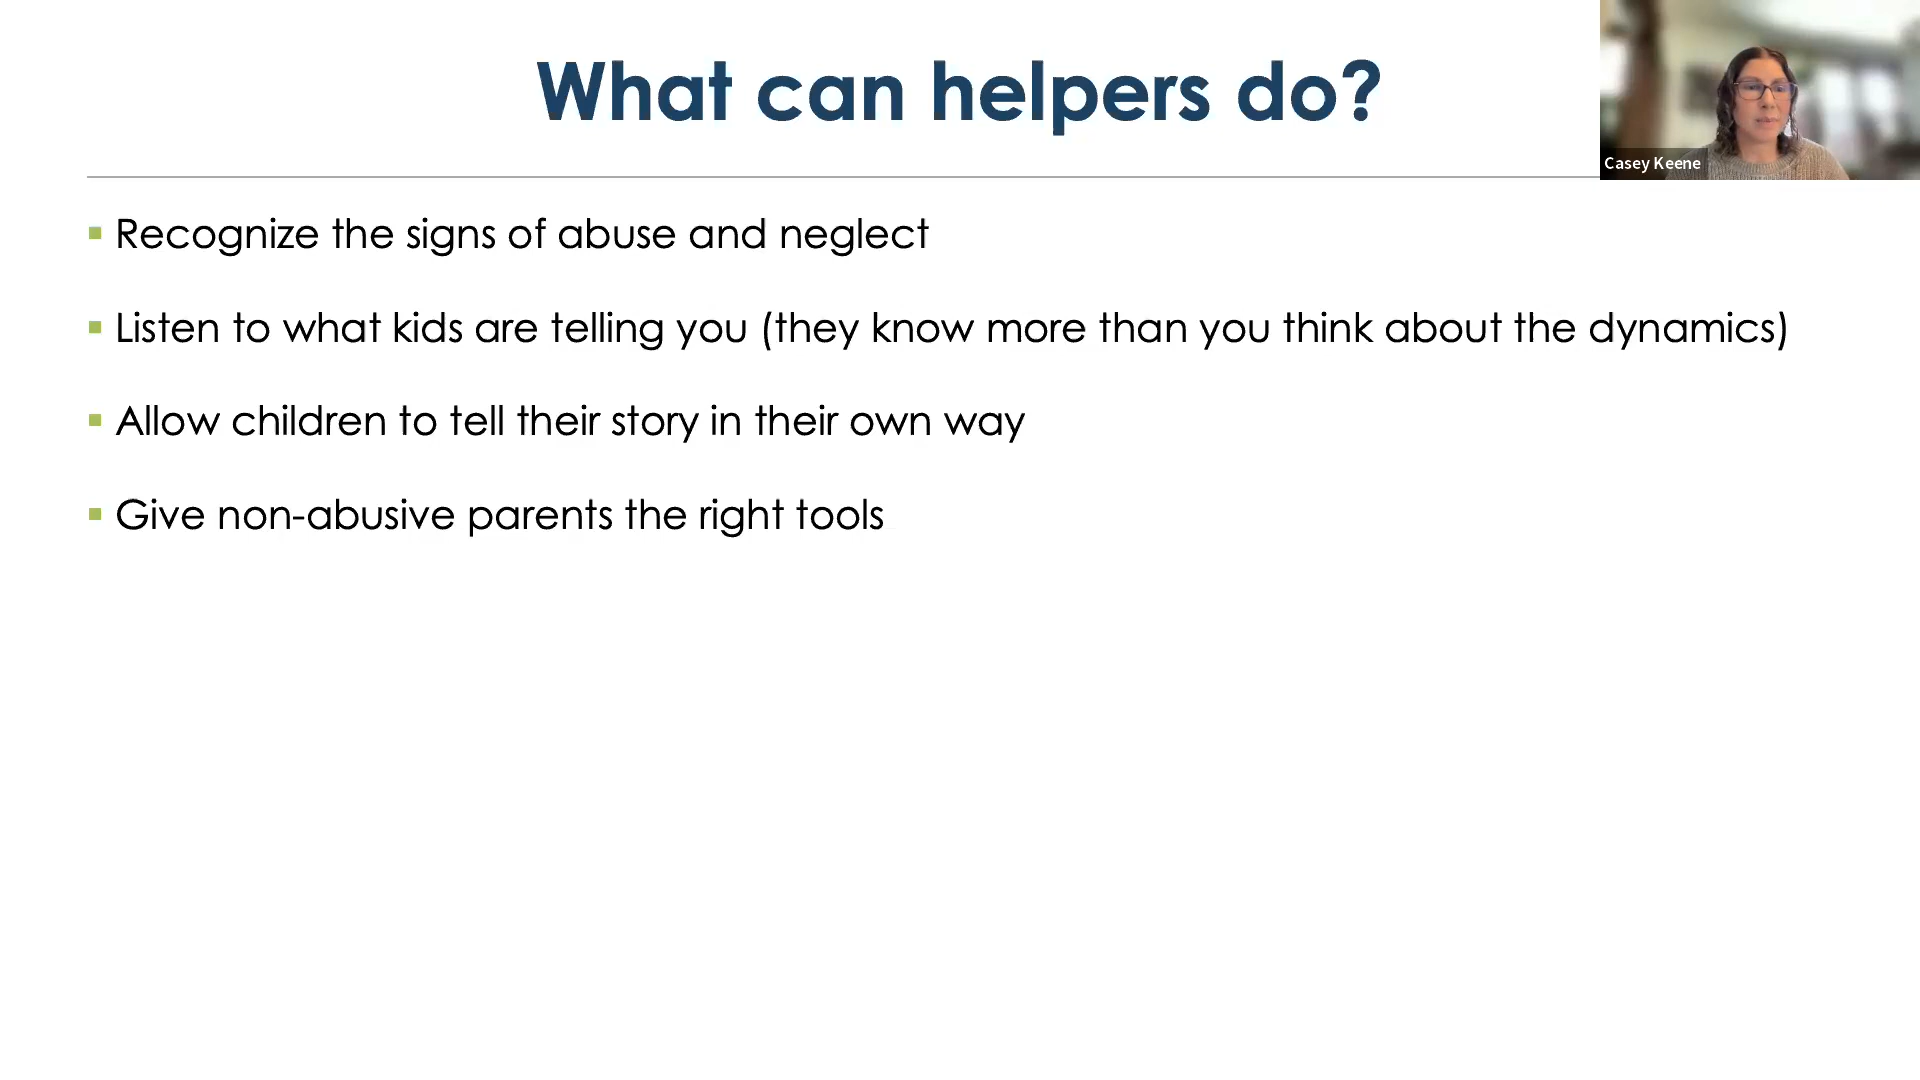 What can helpers do?
Casey Keene
Recognize the signs of abuse and neglect
Listen to what kids are telling you (they know more than you think about the dynamics)
Allow children to tell their story in their own way
Give non-abusive parents the right tools